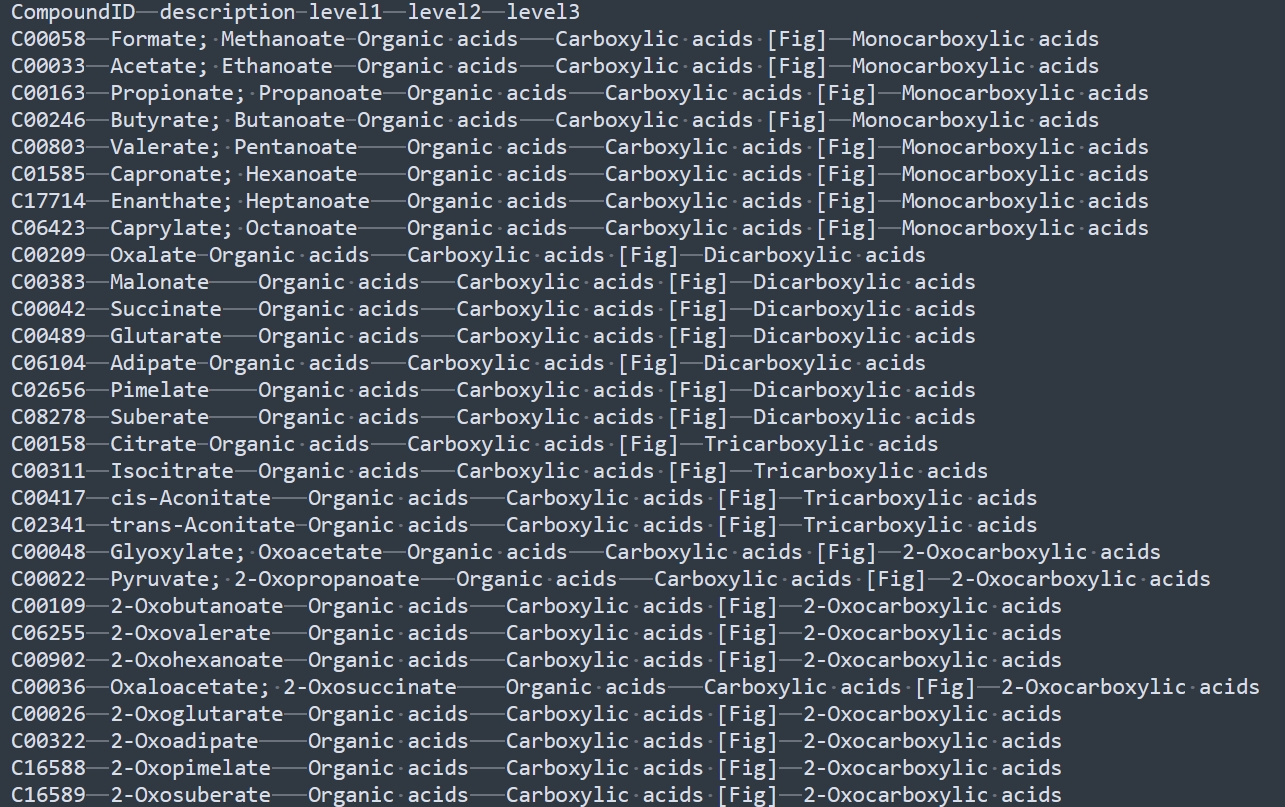 CompoundID	description	level1	level2	level3
C00058	Formate; Methanoate	Organic acids	Carboxylic acids [Fig]	Monocarboxylic acids
C00033	Acetate; Ethanoate	Organic acids	Carboxylic acids [Fig]	Monocarboxylic acids
C00163	Propionate; Propanoate	Organic acids	Carboxylic acids [Fig]	Monocarboxylic acids
C00246	Butyrate; Butanoate	Organic acids	Carboxylic acids [Fig]	Monocarboxylic acids
C00803	Valerate; Pentanoate	Organic acids	Carboxylic acids [Fig]	Monocarboxylic acids
C01585	Capronate; Hexanoate	Organic acids	Carboxylic acids [Fig]	Monocarboxylic acids
C17714	Enanthate; Heptanoate	Organic acids	Carboxylic acids [Fig]	Monocarboxylic acids
C06423	Caprylate; Octanoate	Organic acids	Carboxylic acids [Fig]	Monocarboxylic acids
C00209	Oxalate	Organic acids	Carboxylic acids [Fig]	Dicarboxylic acids
C00383	Malonate	Organic acids	Carboxylic acids [Fig]	Dicarboxylic acids
C00042	Succinate	Organic acids	Carboxylic acids [Fig]	Dicarboxylic acids
C00489	Glutarate	Organic acids	Carboxylic acids [Fig]	Dicarboxylic acids
C06104	Adipate	Organic acids	Carboxylic acids [Fig]	Dicarboxylic acids
C02656	Pimelate	Organic acids	Carboxylic acids [Fig]	Dicarboxylic acids
C08278	Suberate	Organic acids	Carboxylic acids [Fig]	Dicarboxylic acids
C00158	Citrate	Organic acids	Carboxylic acids [Fig]	Tricarboxylic acids
C00311	Isocitrate	Organic acids	Carboxylic acids [Fig]	Tricarboxylic acids
C00417	cis-Aconitate	Organic acids	Carboxylic acids [Fig]	Tricarboxylic acids
C02341	trans-Aconitate	Organic acids	Carboxylic acids [Fig]	Tricarboxylic acids
C00048	Glyoxylate; Oxoacetate	Organic acids	Carboxylic acids [Fig]	2-Oxocarboxylic acids
C00022	Pyruvate; 2-Oxopropanoate	Organic acids	Carboxylic acids [Fig]	2-Oxocarboxylic acids
C00109	2-Oxobutanoate	Organic acids	Carboxylic acids [Fig]	2-Oxocarboxylic acids
C06255	2-Oxovalerate	Organic acids	Carboxylic acids [Fig]	2-Oxocarboxylic acids
C00902	2-Oxohexanoate	Organic acids	Carboxylic acids [Fig]	2-Oxocarboxylic acids
C00036	Oxaloacetate; 2-Oxosuccinate	Organic acids	Carboxylic acids [Fig]	2-Oxocarboxylic acids
C00026	2-Oxoglutarate	Organic acids	Carboxylic acids [Fig]	2-Oxocarboxylic acids
C00322	2-Oxoadipate	Organic acids	Carboxylic acids [Fig]	2-Oxocarboxylic acids
C16588	2-Oxopimelate	Organic acids	Carboxylic acids [Fig]	2-Oxocarboxylic acids
C16589	2-Oxosuberate	Organic acids	Carboxylic acids [Fig]	2-Oxocarboxylic acids